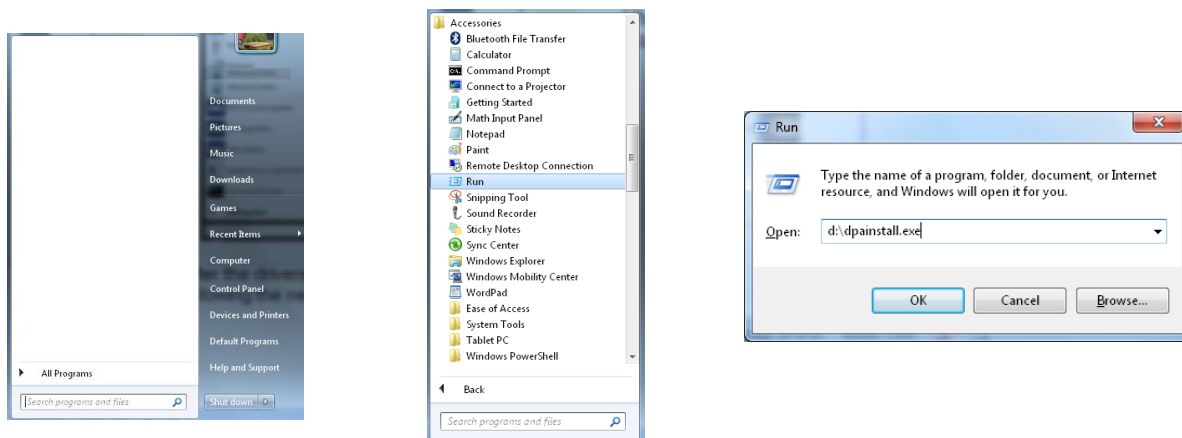 Documents
Pictures
Music
Downloads
Games
Recent Items
Computer
Control Panel
Devices and Printers
Default Programs
Help and Support
All Programs
Search programs and files
Shut down
Accessories
Bluetooth File Transfer
Calculator
Command Prompt
Connect to a Projector
Getting Started
Math Input Panel
Notepad
Paint
Remote Desktop Connection
Run
Snipping Tool
Sound Recorder
Sticky Notes
Sync Center
Windows Explorer
Windows Mobility Center
WordPad
Ease of Access
System Tools
Tablet PC
Windows PowerShell
Back
Search programs and files
Run
Type the name of a program, folder, document, or Internet
resource, and Windows will open it for you.
Open: d:\dpainstall.exe
OK Cancel Browse...